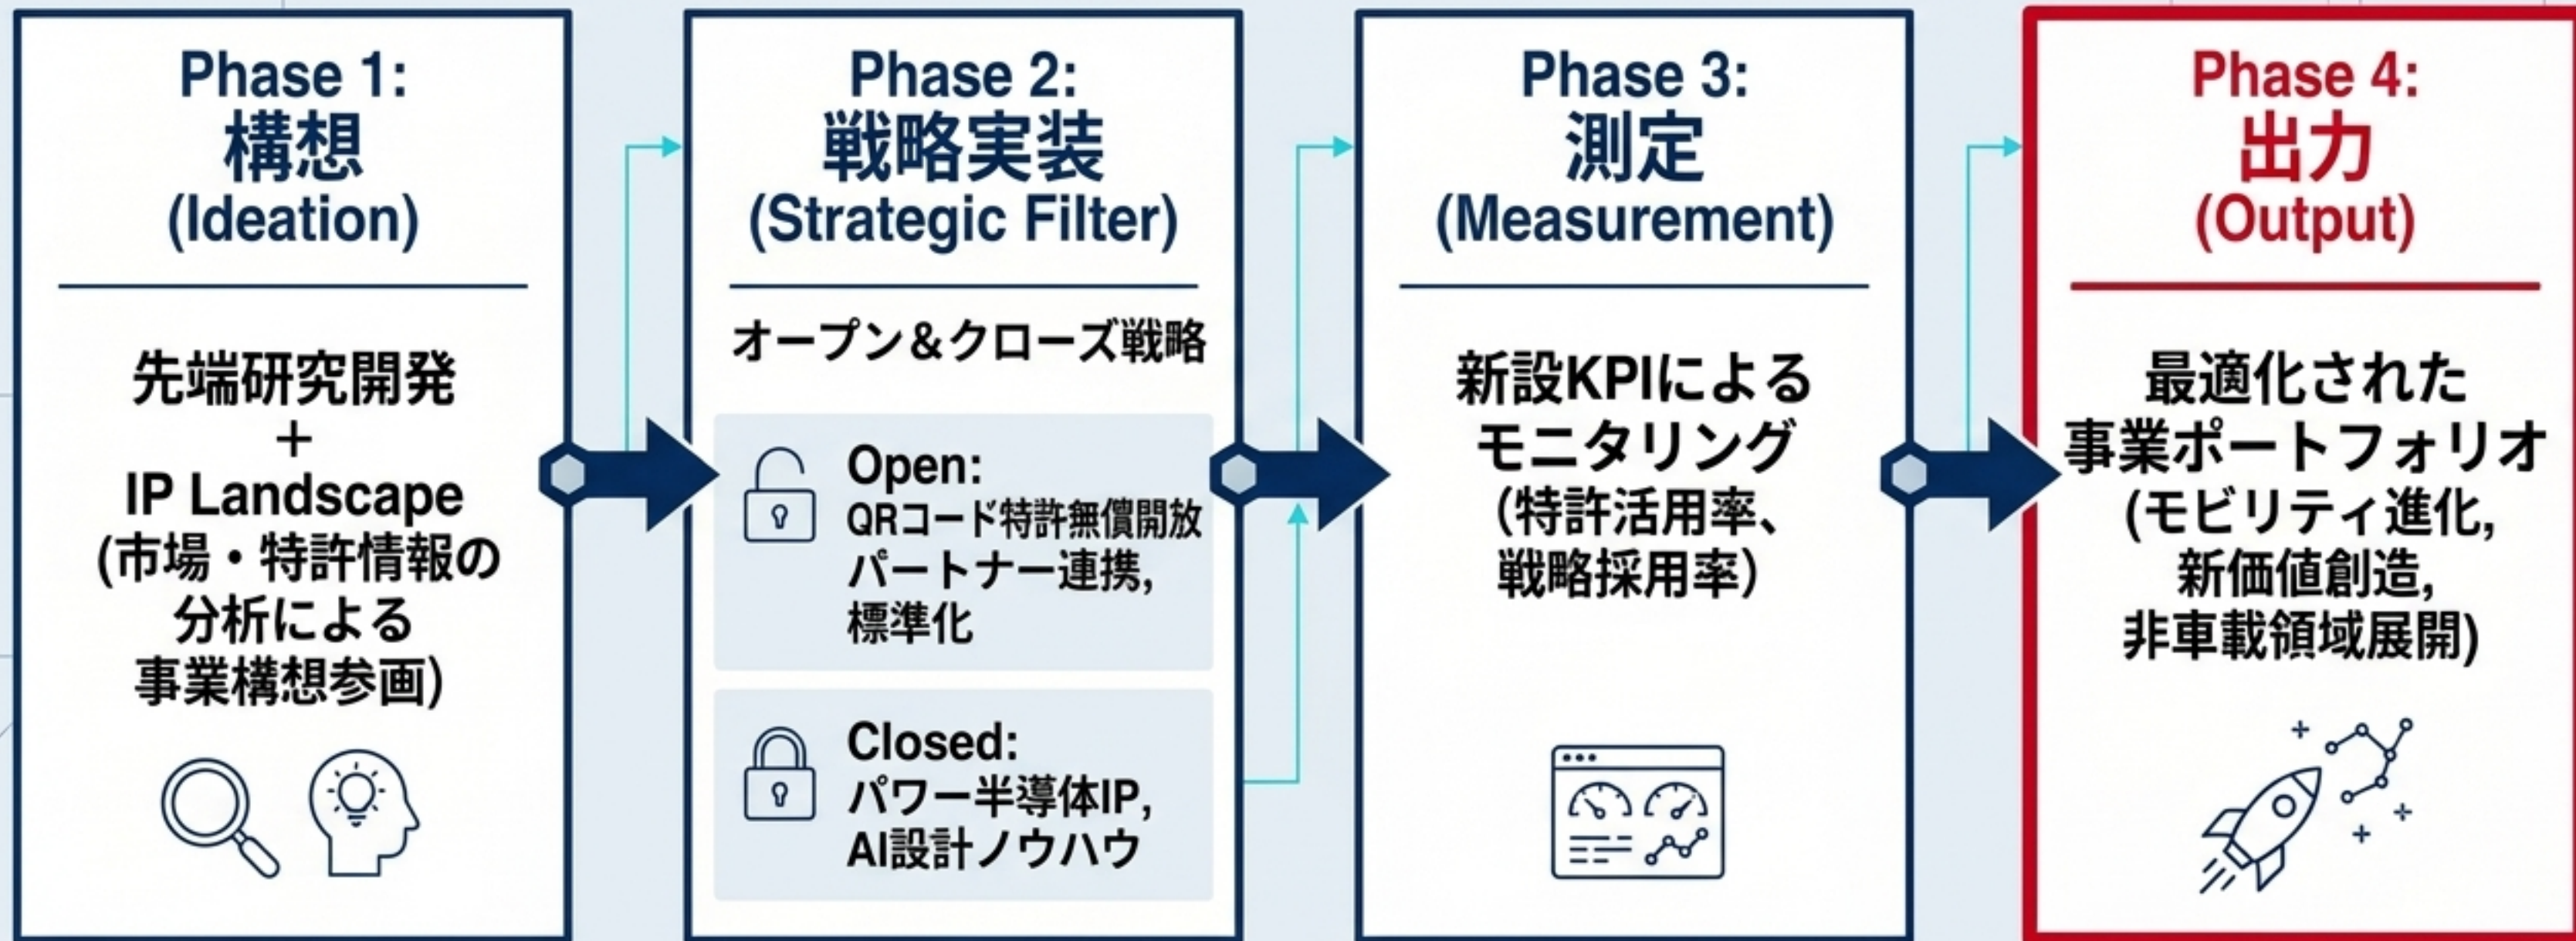 Phase 1:
構想
(Ideation)
先端研究開発
+
IP Landscape
(市場・特許情報の
分析による
事業構想参画)
Phase 2:
戦略実装
(Strategic Filter)
オープン＆クローズ戦略
Open:
QRコード特許無償開放
パートナー連携,
標準化
Closed:
パワー半導体IP,
AI設計ノウハウ
Phase 3:
測定
(Measurement)
新設KPIによる
モニタリング
（特許活用率、
戦略採用率）
Phase 4:
出力
(Output)
最適化された
事業ポートフォリオ
(モビリティ進化,
新価値創造,
非車載領域展開)